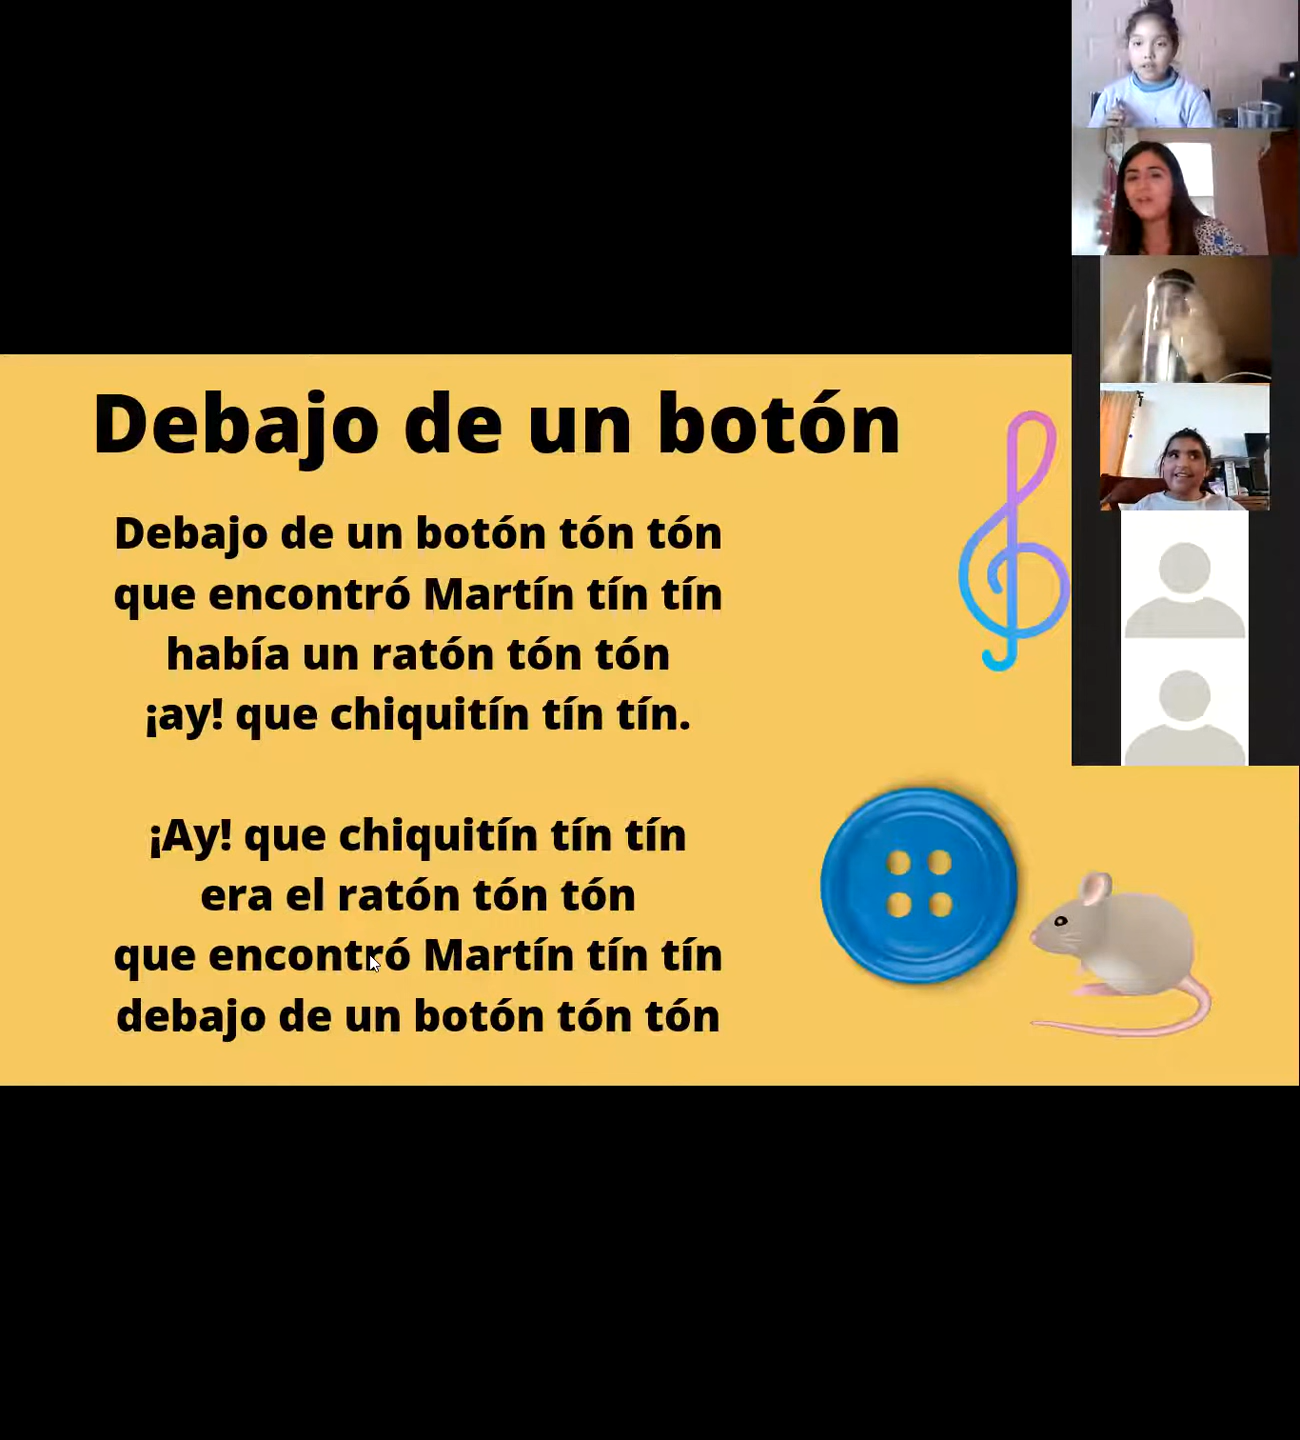 Debajo de un botón
Debajo de un botón tón tón
que encontró Martín tín tín
había un ratón tón tón
¡ay! que chiquitín tín tín.
¡Ay! que chiquitín tín tín
era el ratón tón tón
que encontró Martín tín tín
debajo de un botón tón tón